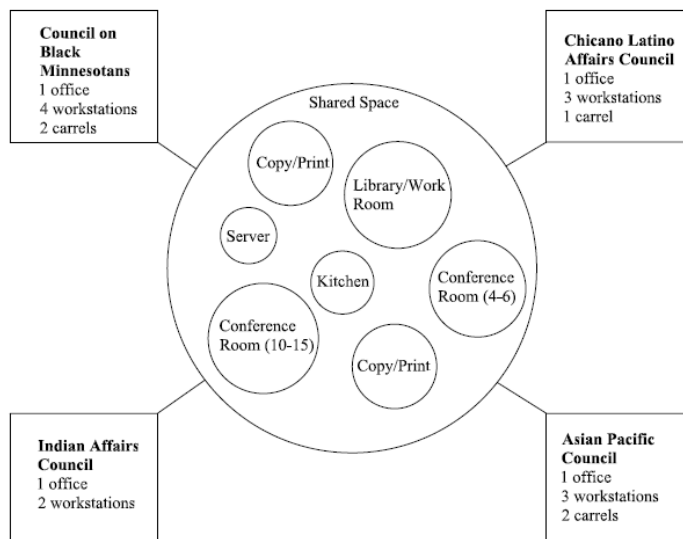 Council on
Black
Minnesotans
1 office
4 workstations
2 carrels
Chicano Latino
Affairs Council
1 office
3 workstations
1 carrel
Shared Space
Copy/Print
Library/Work
Room
Server
Kitchen
Conference
Room (4-6)
Conference
Room (10-15)
Copy/Print
Indian Affairs
Council
1 office
2 workstations
Asian Pacific
Council
1 office
3 workstations
2 carrels